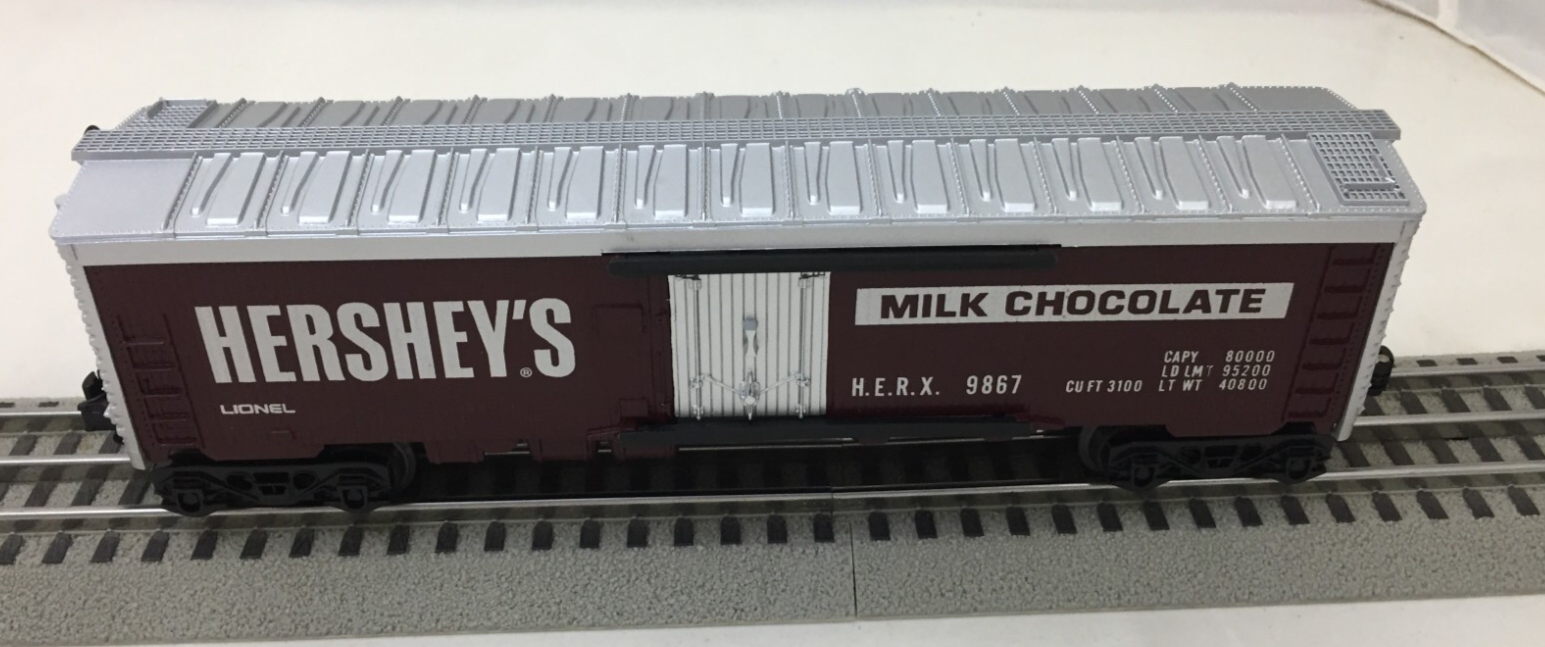 HERSHEY'S®
LIONEL
MILK CHOCOLATE
H.E.R.X. 9867
CU FT 3100
CAPY 80000
LD LMT 95200
LT WT 40800